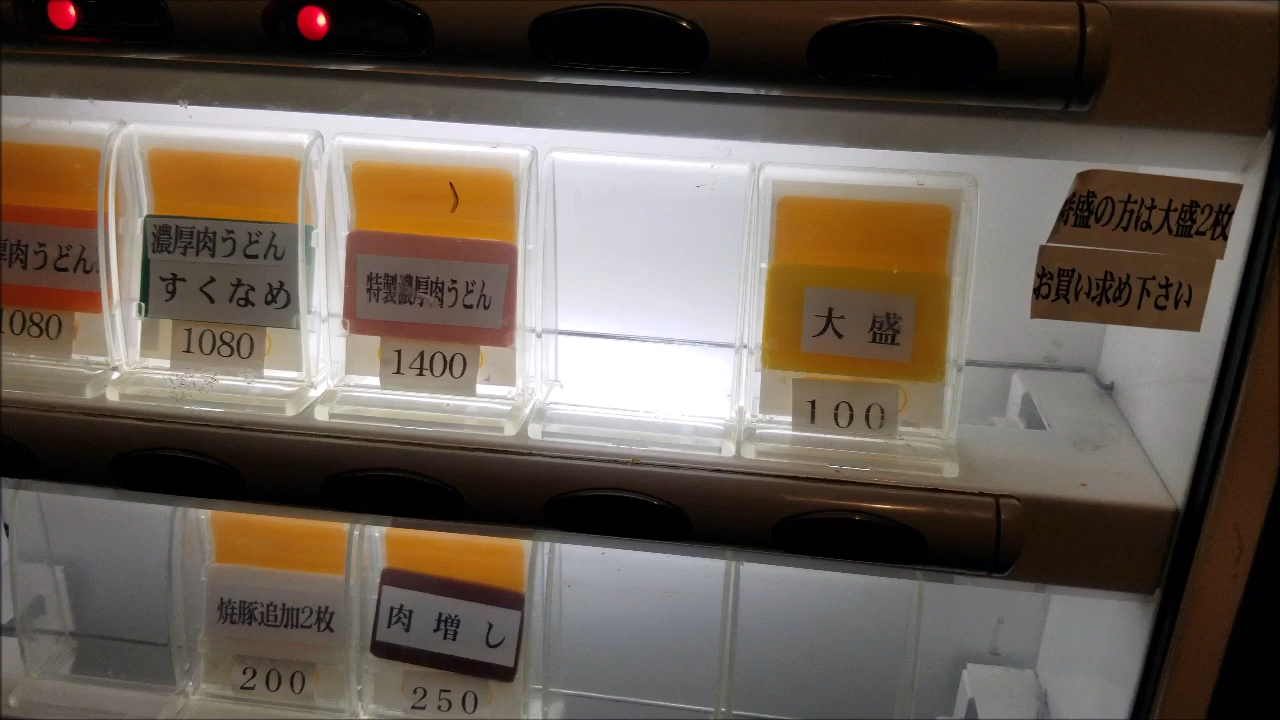 厚肉うどん
1080
濃厚肉うどん
すくなめ
1080
特製濃厚肉うどん
1400
大盛
100
盛の方は大盛2枚
お買い求め下さい
焼豚追加2枚
200
肉増し
250